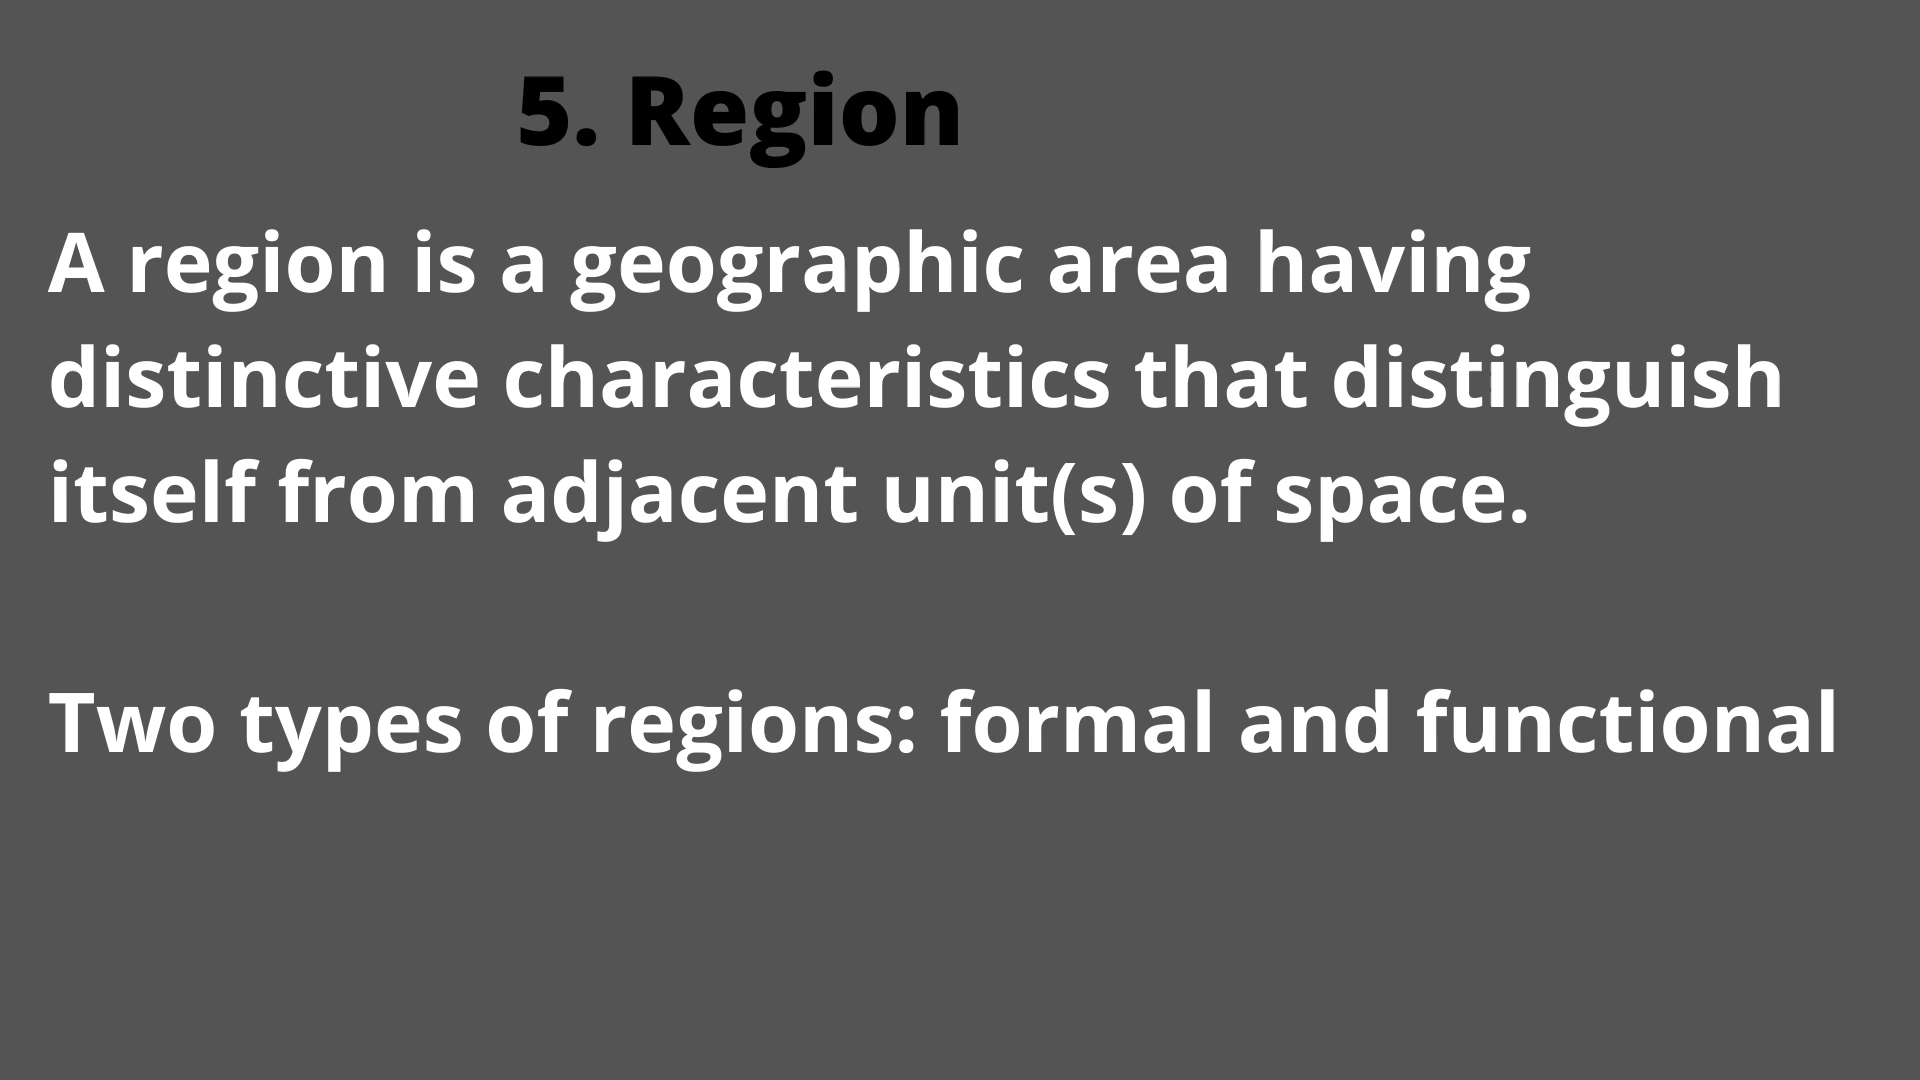 5. Region
A region is a geographic area having
distinctive characteristics that distinguish
itself from adjacent unit(s) of space.
Two types of regions: formal and functional